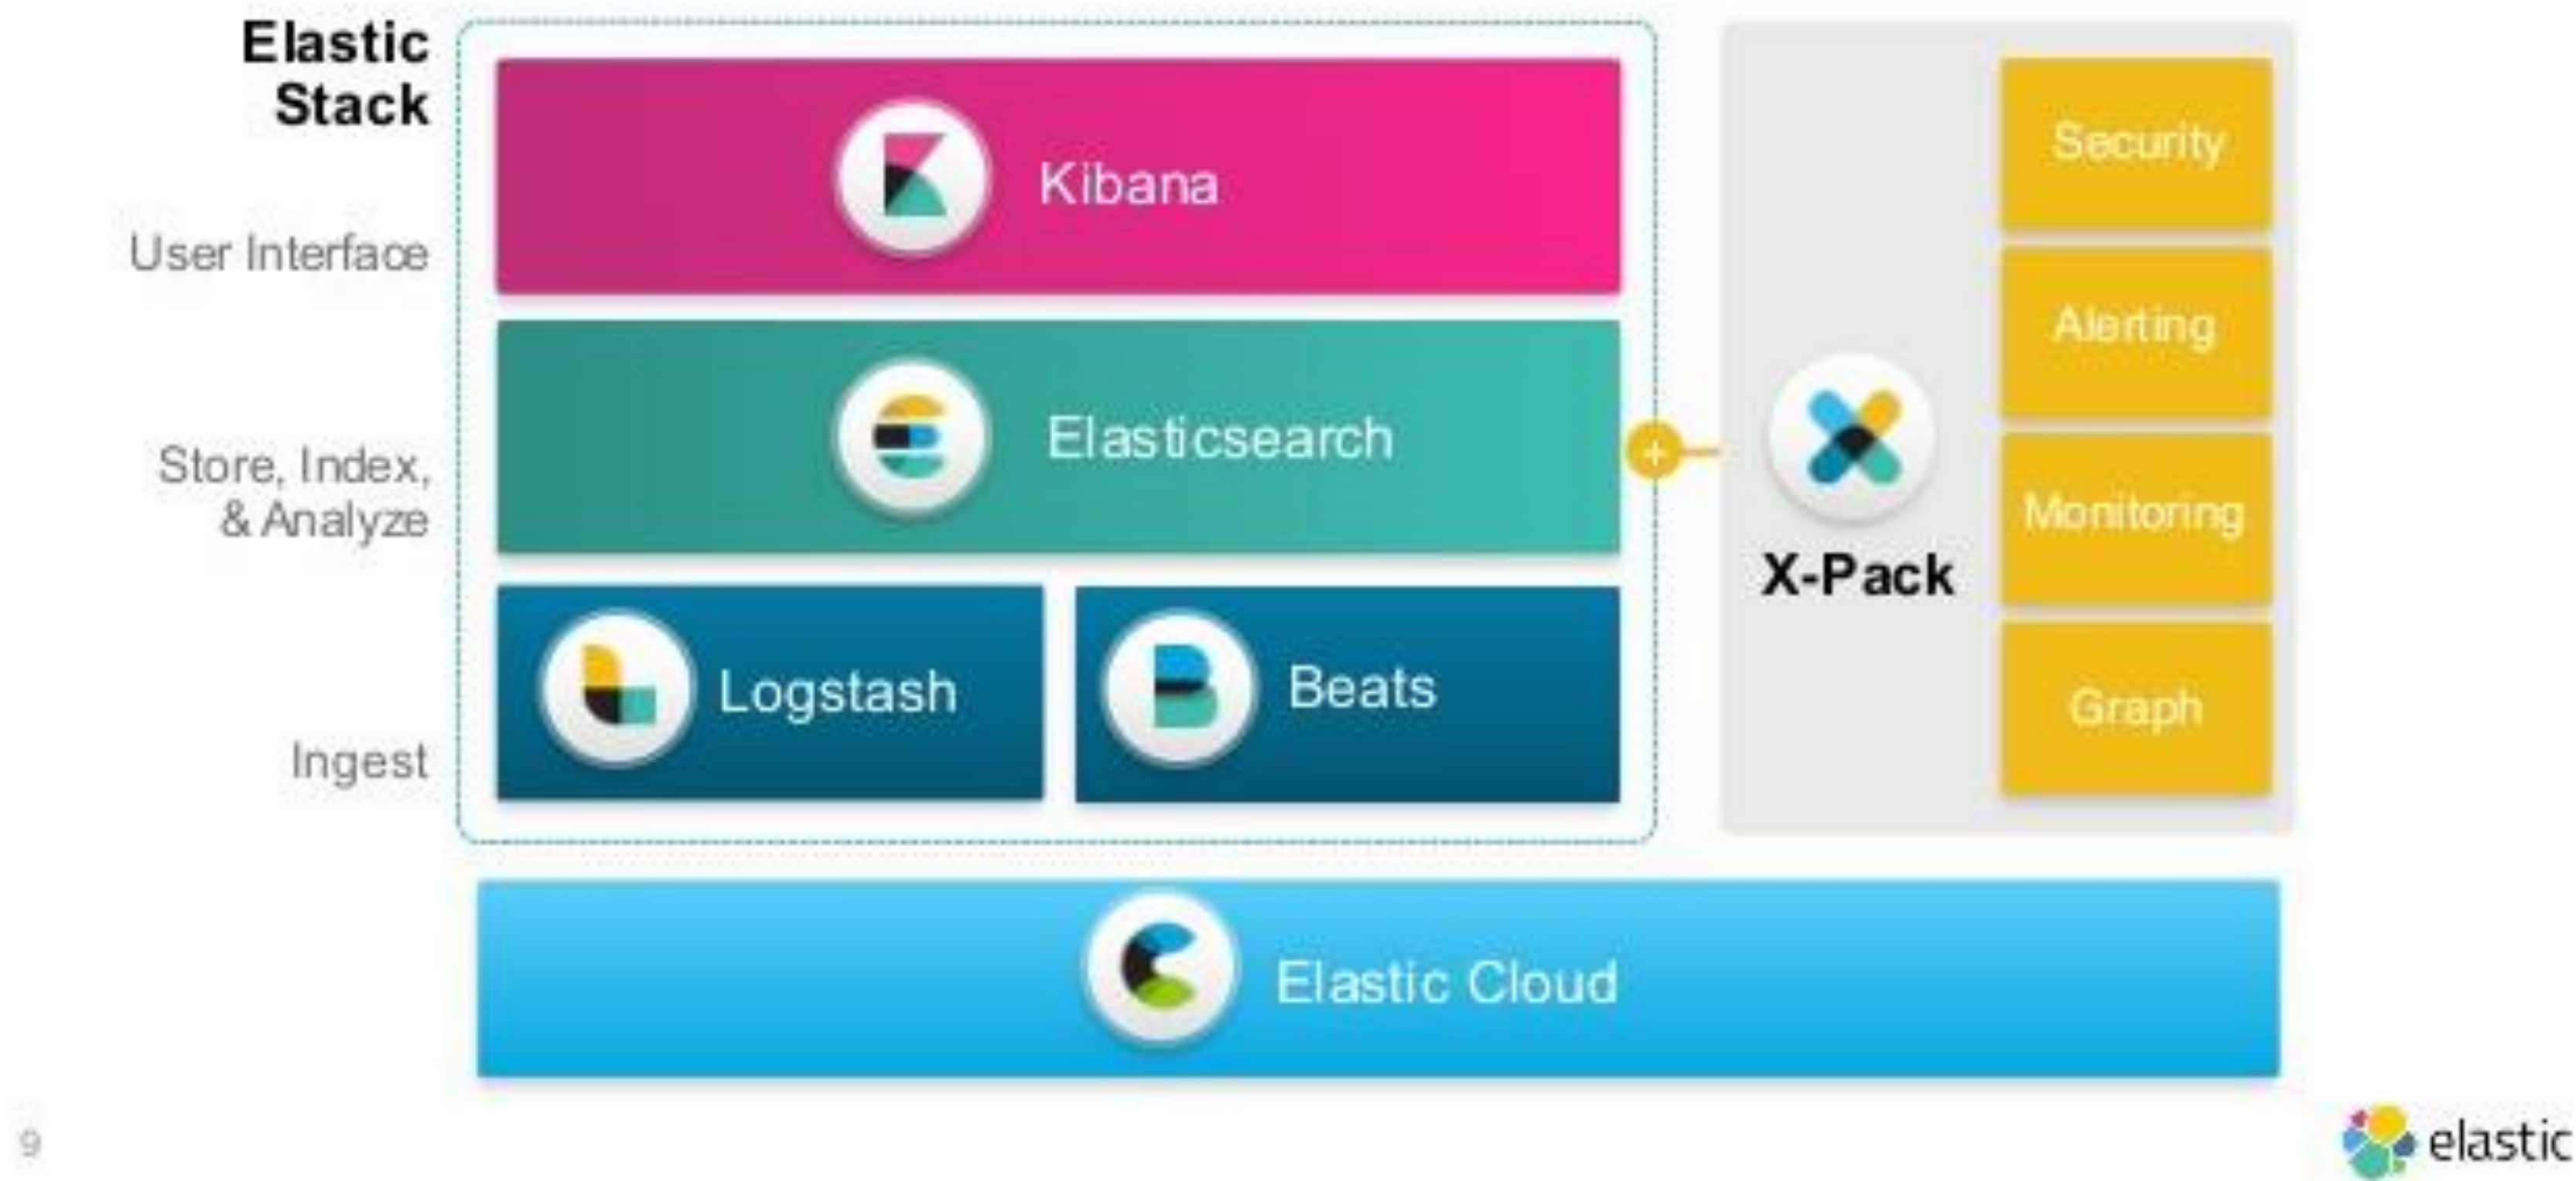 Elastic
Stack
User Interface
Store, Index,
& Analyze
Ingest
Kibana
Elasticsearch
Logstash
Beats
+
X-Pack
Security
Alerting
Monitoring
Graph
Elastic Cloud
9
elastic